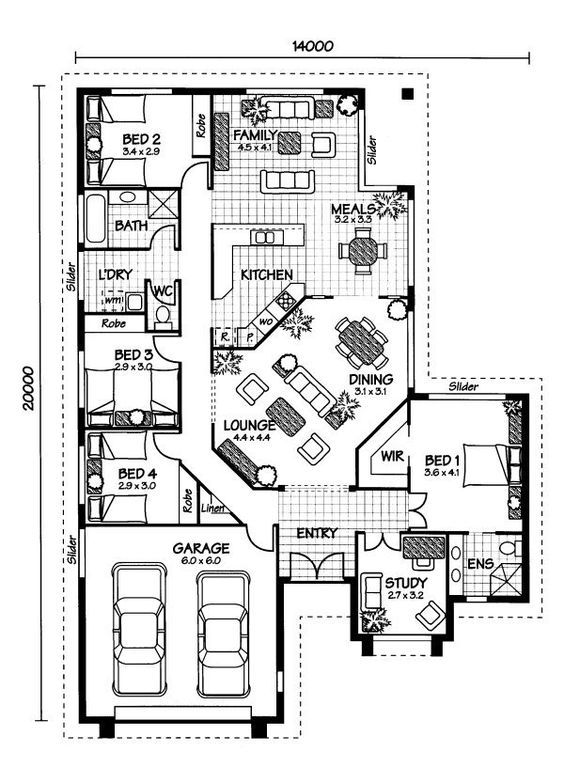 14000
20000
BED 2
3.4 x 2.9
Robe
FAMILY
4.5 x 4.1
Slider
MEALS
3.2 x 3.3
BATH
Slider
L'DRY
WC
wm
KITCHEN
WO
R.
P.
Robe
BED 3
2.9 x 3.0
DINING
3.1 x 3.1
LOUNGE
4.4 x 4.4
Slider
WIR
BED 1
3.6 x 4.1
BED 4
2.9 x 3.0
Robe
Linen
ENTRY
Slider
GARAGE
6.0 x 6.0
ENS
STUDY
2.7 x 3.2